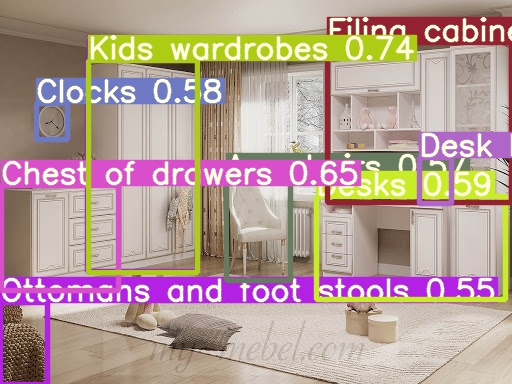 Filing cabine
Kids wardrobes 0.74
Clocks 0.58
Desk
Chest of drawers 0.65
Desks 0.59
Ottomans and foot stools 0.55